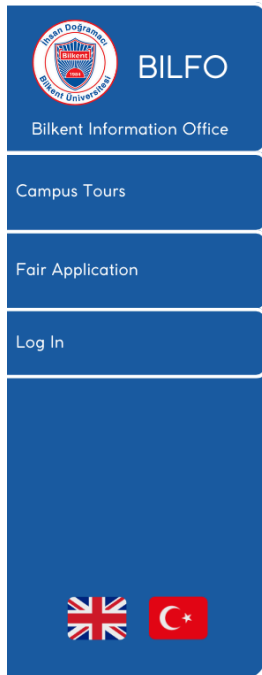 İhsan Doğramacı
Bilkent
1984
Bilkent Üniversitesi
BILFO
Bilkent Information Office
Campus Tours
Fair Application
Log In